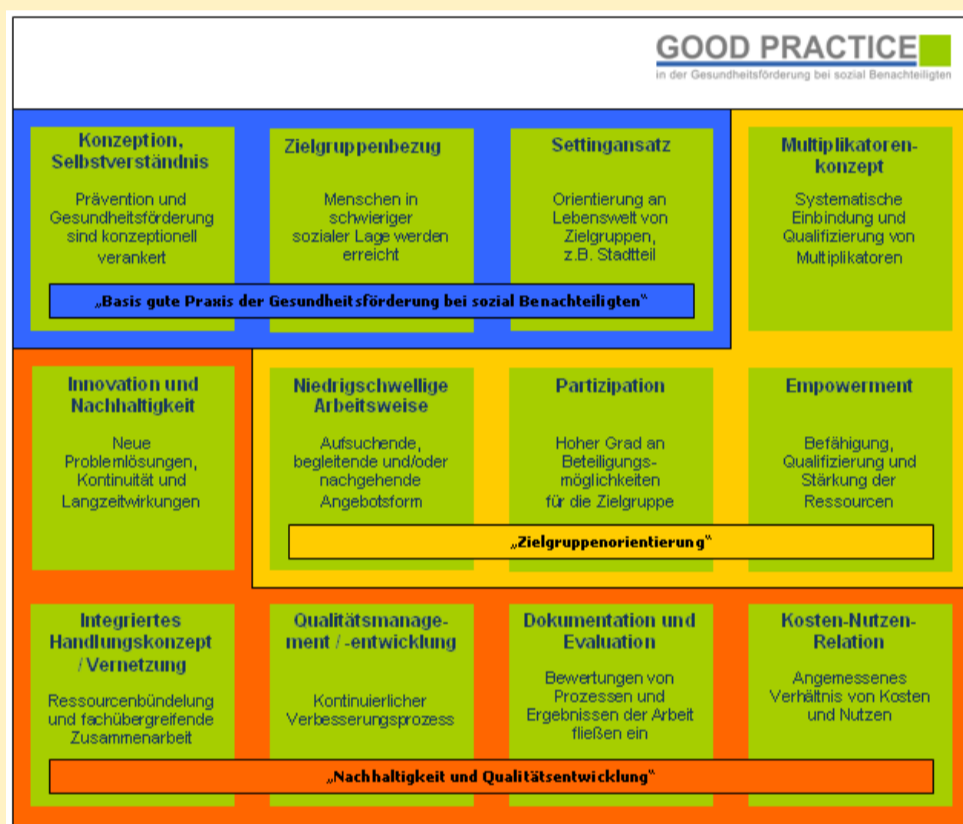 GOOD PRACTICE
in der Gesundheitsförderung bei sozial Benachteiligten
Konzeption,
Selbstverständnis
Prävention und
Gesundheitsförderung
sind konzeptionell
verankert
Zielgruppenbezug
Menschen in
schwieriger
sozialer Lage werden
erreicht
Settingansatz
Orientierung an
Lebenswelt von
Zielgruppen,
z.B. Stadtteil
„Basis gute Praxis der Gesundheitsförderung bei sozial Benachteiligten“
Multiplikatoren-
konzept
Systematische
Einbindung und
Qualifizierung von
Multiplikatoren
Innovation und
Nachhaltigkeit
Neue
Problemlösungen,
Kontinuität und
Langzeitwirkungen
Niedrigschwellige
Arbeitsweise
Aufsuchende,
begleitende und/oder
nachgehende
Angebotsform
Partizipation
Hoher Grad an
Beteiligungs-
möglichkeiten
für die Zielgruppe
Empowerment
Befähigung,
Qualifizierung und
Stärkung der
Ressourcen
„Zielgruppenorientierung“
Integriertes
Handlungskonzept
/ Vernetzung
Ressourcenbündelung
und fachübergreifende
Zusammenarbeit
Qualitätsmanage-
ment / -entwicklung
Kontinuierlicher
Verbesserungsprozess
Dokumentation und
Evaluation
Bewertungen von
Prozessen und
Ergebnissen der Arbeit
fließen ein
Kosten-Nutzen-
Relation
Angemessenes
Verhältnis von Kosten
und Nutzen
„Nachhaltigkeit und Qualitätsentwicklung“